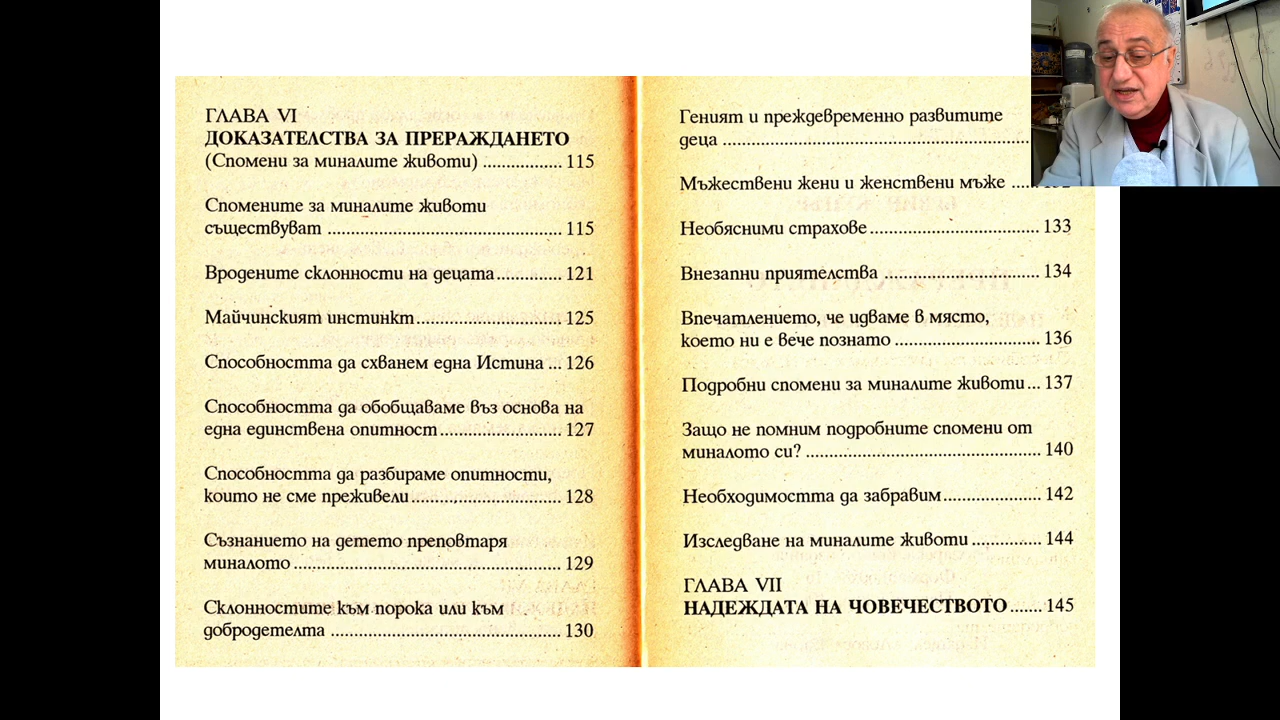 ГЛАВА VI
ДОКАЗАТЕЛСТВА ЗА ПРЕРАЖДАНЕТО
(Спомени за миналите животи) ................ 115
Спомените за миналите животи
съществуват ............................................... 115
Вродените склонности на децата ............. 121
Майчинският инстинкт ............................. 125
Способността да схванем една Истина ... 126
Способността да обобщаваме въз основа на
една единствена опитност ........................ 127
Способността да разбираме опитности,
които не сме преживели .............................. 128
Съзнанието на детето преповтаря
миналото ...................................................... 129
Склонностите към порока или към
добродетелта .............................................. 130
Геният и преждевременно развитите
деца ..........................................................
Мъжествени жени и женствени мъже .....
Необясними страхове .................................. 133
Внезапни приятелства ............................... 134
Впечатлението, че идваме в място,
което ни е вече познато ............................. 136
Подробни спомени за миналите животи ... 137
Защо не помним подробните спомени от
миналото си? ............................................... 140
Необходимостта да забравим .................... 142
Изследване на миналите животи .............. 144
ГЛАВА VII
НАДЕЖДАТА НА ЧОВЕЧЕСТВОТО ....... 145